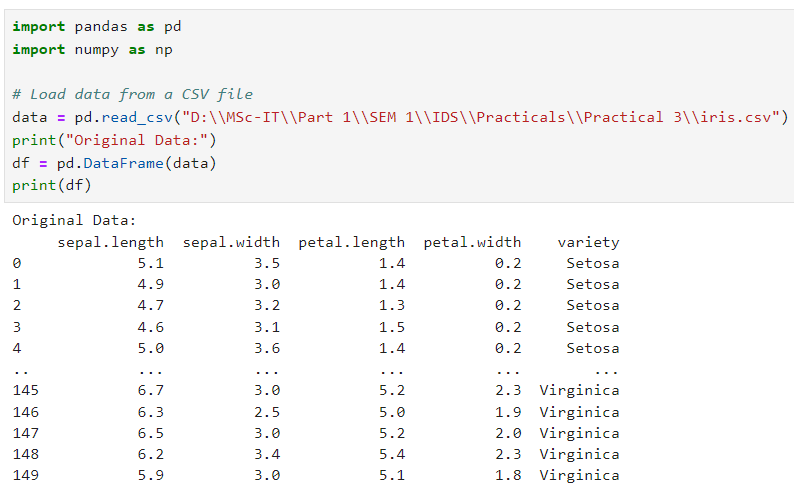 import pandas as pd
import numpy as np
# Load data from a CSV file
data = pd.read_csv("D:\\MSc-IT\\Part 1\\SEM 1\\IDS\\Practicals\\Practical 3\\iris.csv")
print("Original Data:")
df = pd.DataFrame(data)
print(df)
Original Data:
     sepal.length  sepal.width  petal.length  petal.width    variety
0             5.1          3.5           1.4          0.2     Setosa
1             4.9          3.0           1.4          0.2     Setosa
2             4.7          3.2           1.3          0.2     Setosa
3             4.6          3.1           1.5          0.2     Setosa
4             5.0          3.6           1.4          0.2     Setosa
..            ...          ...           ...          ...        ...
145           6.7          3.0           5.2          2.3  Virginica
146           6.3          2.5           5.0          1.9  Virginica
147           6.5          3.0           5.2          2.0  Virginica
148           6.2          3.4           5.4          2.3  Virginica
149           5.9          3.0           5.1          1.8  Virginica